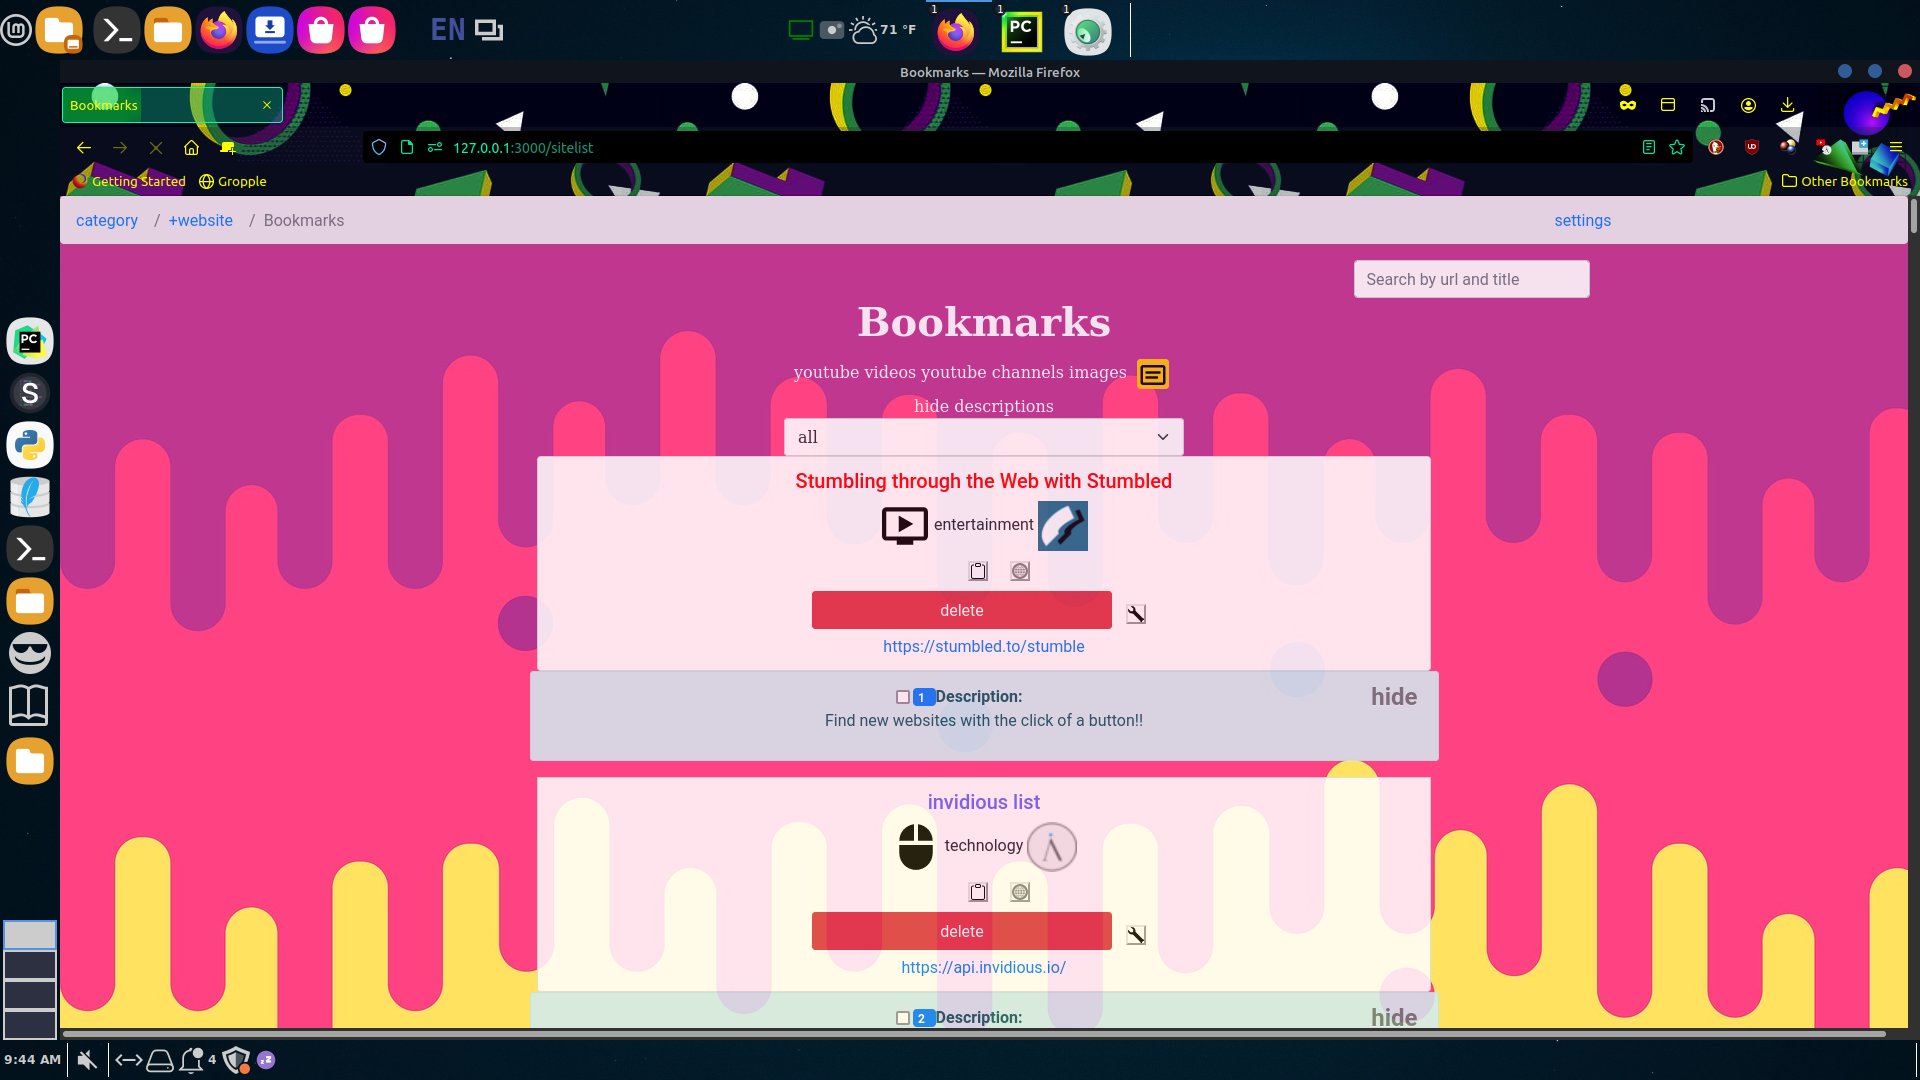 EN
71 °F
1
1
PC
1
Bookmarks — Mozilla Firefox
Bookmarks
127.0.0.1:3000/sitelist
Getting Started
Gropple
Other Bookmarks
category / +website / Bookmarks
settings
Search by url and title
Bookmarks
youtube videos youtube channels images
hide descriptions
all
Stumbling through the Web with Stumbled
entertainment
delete
https://stumbled.to/stumble
1 Description:
hide
Find new websites with the click of a button!!
invidious list
technology
delete
https://api.invidious.io/
2 Description:
hide
PC
S
9:44 AM
4